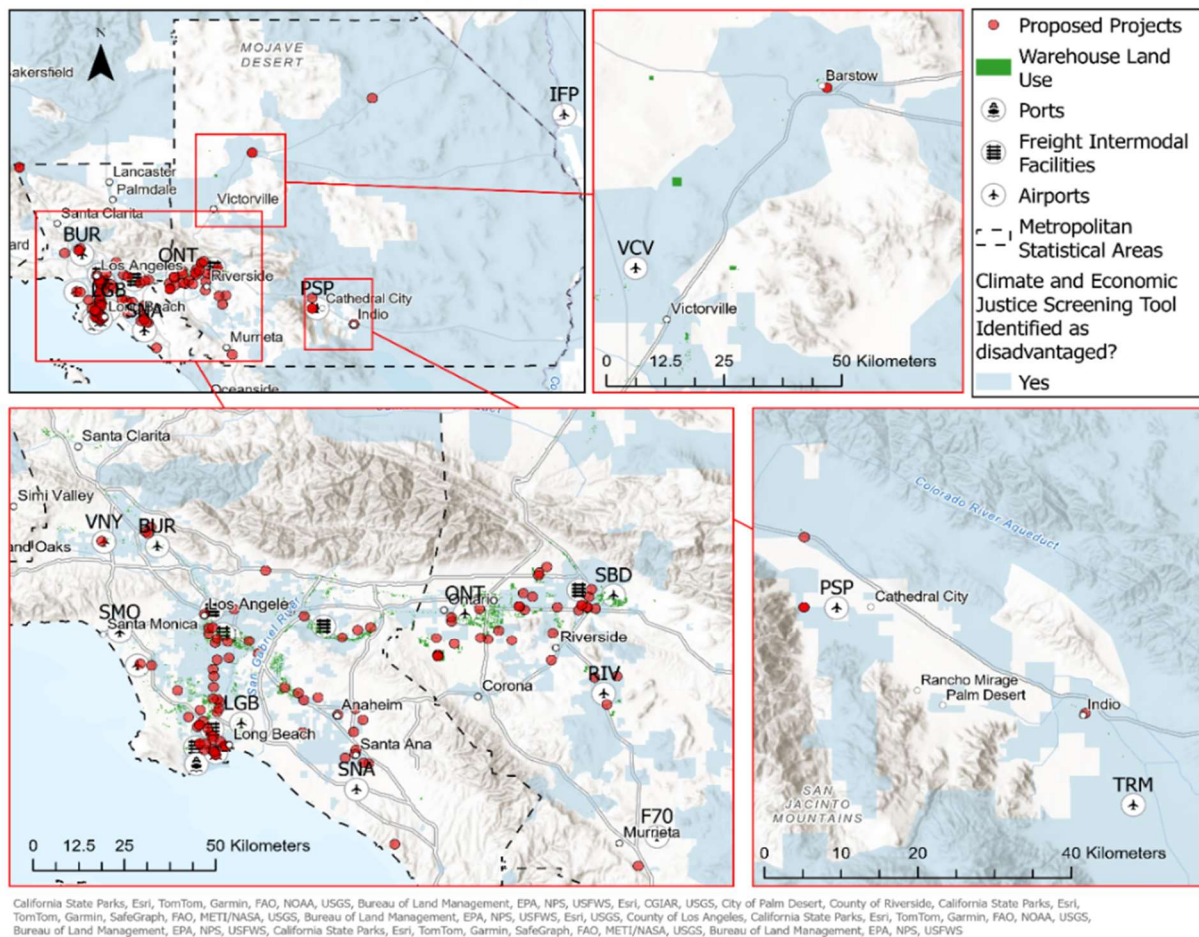 N
MOJAVE
DESERT
akersfield
IFP
Lancaster
Palmdale
Victorville
Santa Clarita
ard
BUR
ONT
Los Angeles
Riverside
LGB
Long Beach
SNA
PSP
Cathedral City
Indio
Murrieta
Oceanside
Co
Barstow
VCV
Victorville
0 12.5 25 50 Kilometers
Proposed Projects
Warehouse Land
Use
Ports
Freight Intermodal
Facilities
Airports
Metropolitan
Statistical Areas
Climate and Economic
Justice Screening Tool
Identified as
disadvantaged?
Yes
Santa Clarita
Simi Valley
VNY
BUR
and Oaks
SMO
Santa Monica
Los Angele
San Gabriel River
ONT
Ontario
SBD
Riverside
RIV
Corona
LGB
Long Beach
Anaheim
Santa Ana
SNA
F70
Murrieta
0 12.5 25 50 Kilometers
Colorado River Aqueduct
PSP
Cathedral City
Rancho Mirage
Palm Desert
Indio
SAN
JACINTO
MOUNTAINS
TRM
0 10 20 40 Kilometers
California State Parks, Esri, TomTom, Garmin, FAO, NOAA, USGS, Bureau of Land Management, EPA, NPS, USFWS, Esri, CGIAR, USGS, City of Palm Desert, County of Riverside, California State Parks, Esri,
TomTom, Garmin, SafeGraph, FAO, METI/NASA, USGS, Bureau of Land Management, EPA, NPS, USFWS, Esri, USGS, County of Los Angeles, California State Parks, Esri, TomTom, Garmin, FAO, NOAA, USGS,
Bureau of Land Management, EPA, NPS, USFWS, California State Parks, Esri, TomTom, Garmin, SafeGraph, FAO, METI/NASA, USGS, Bureau of Land Management, EPA, NPS, USFWS